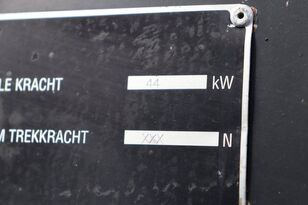 LE KRACHT 44 kW
M TREKKRACHT XXX N